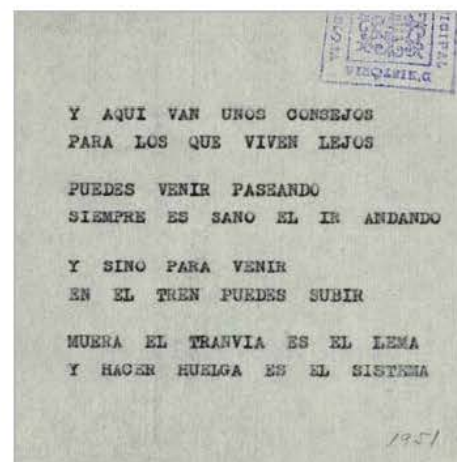 MUNICIPAL
D'HISTORIA
Y AQUI VAN UNOS CONSEJOS
PARA LOS QUE VIVEN LEJOS
PUEDES VENIR PASEANDO
SIEMPRE ES SANO EL IR ANDANDO
Y SINO PARA VENIR
EN EL TREN PUEDES SUBIR
MUERA EL TRANVIA ES EL LEMA
Y HACER HUELGA ES EL SISTEMA
1951